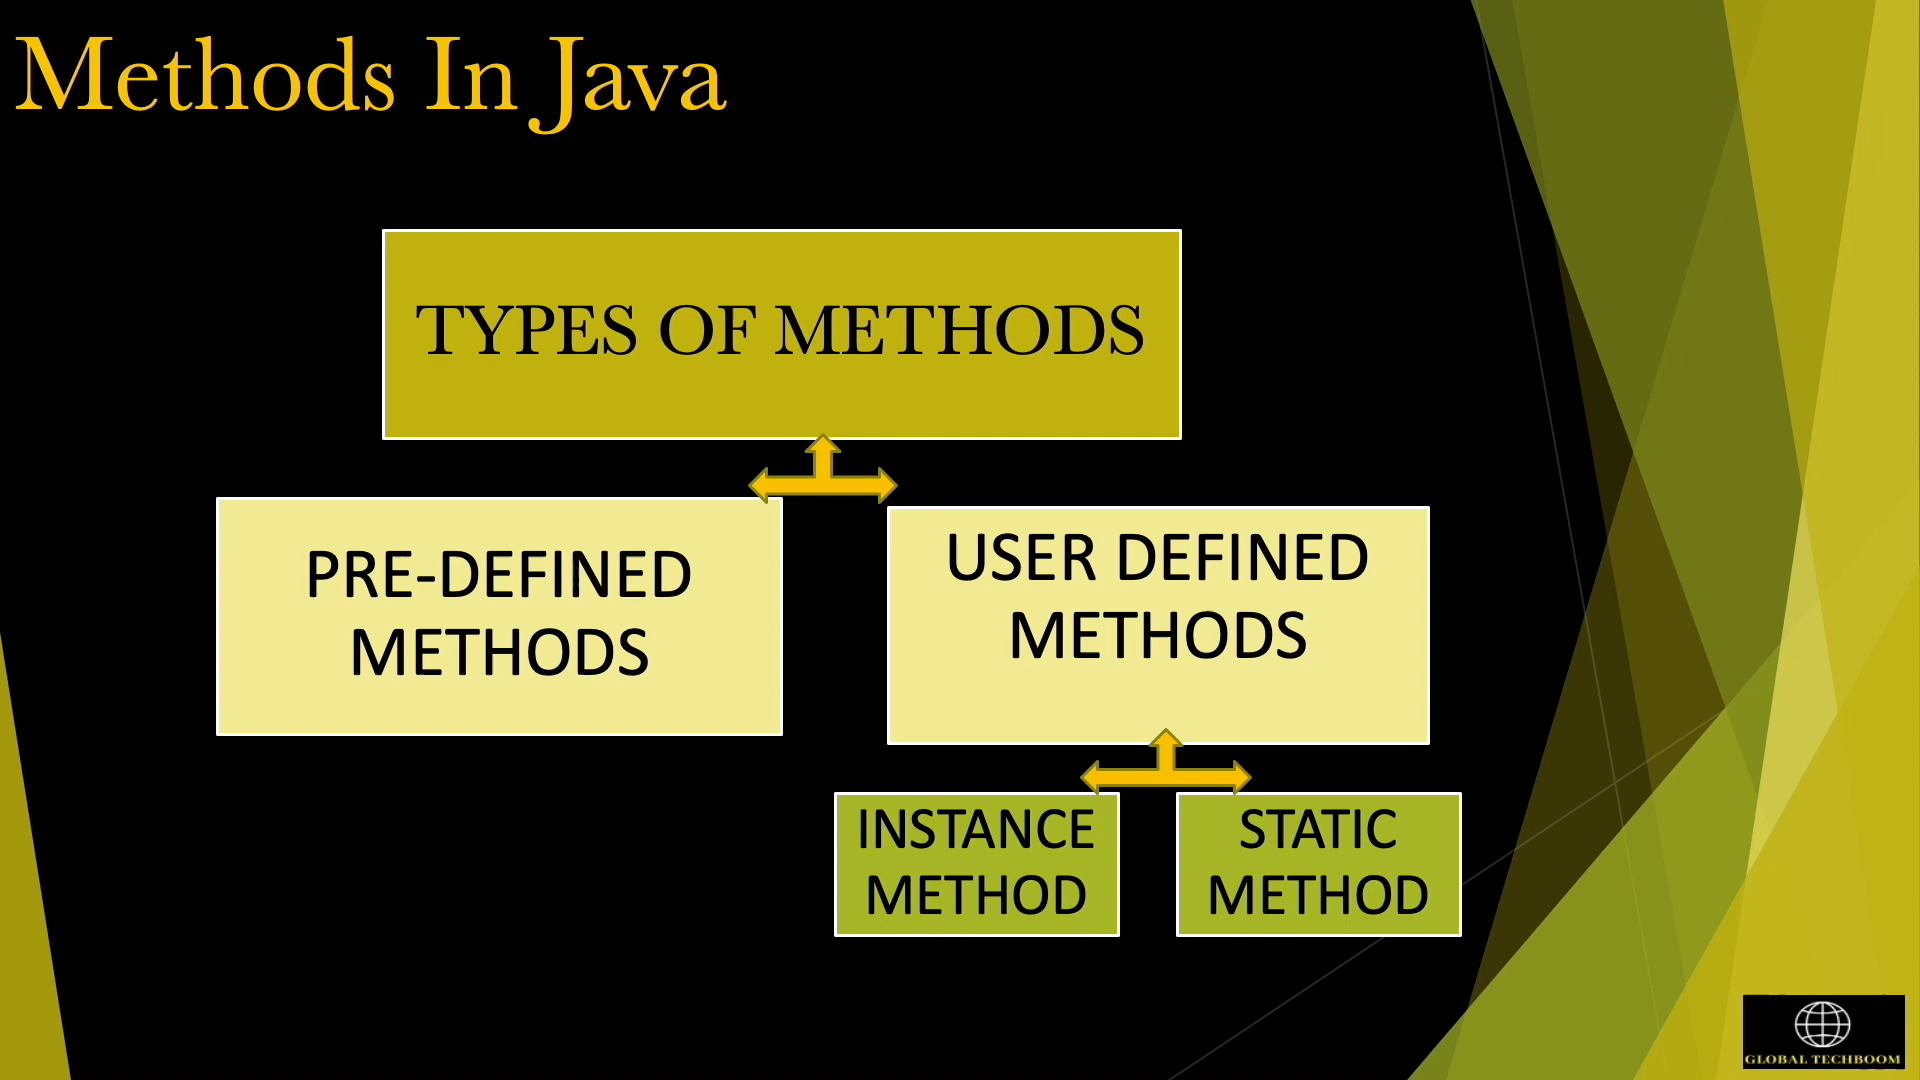 Methods In Java
TYPES OF METHODS
PRE-DEFINED
METHODS
USER DEFINED
METHODS
INSTANCE
METHOD
STATIC
METHOD
GLOBAL TECHBOOM